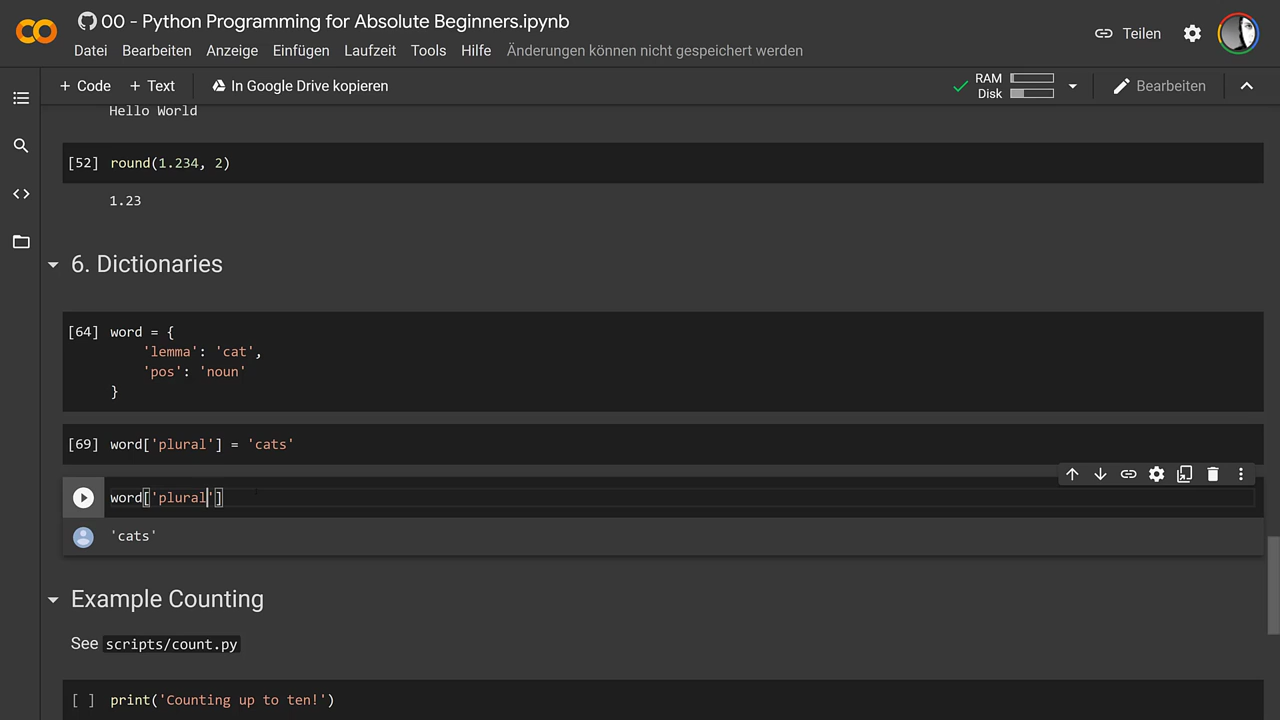 00 - Python Programming for Absolute Beginners.ipynb
Teilen
Datei Bearbeiten Anzeige Einfügen Laufzeit Tools Hilfe Änderungen können nicht gespeichert werden
+ Code + Text In Google Drive kopieren
RAM
Disk
Bearbeiten
Hello World
[52] round(1.234, 2)
1.23
6. Dictionaries
[64] word = {
'lemma': 'cat',
'pos': 'noun'
}
[69] word['plural'] = 'cats'
word['plural']
'cats'
Example Counting
See scripts/count.py
[ ] print('Counting up to ten!')